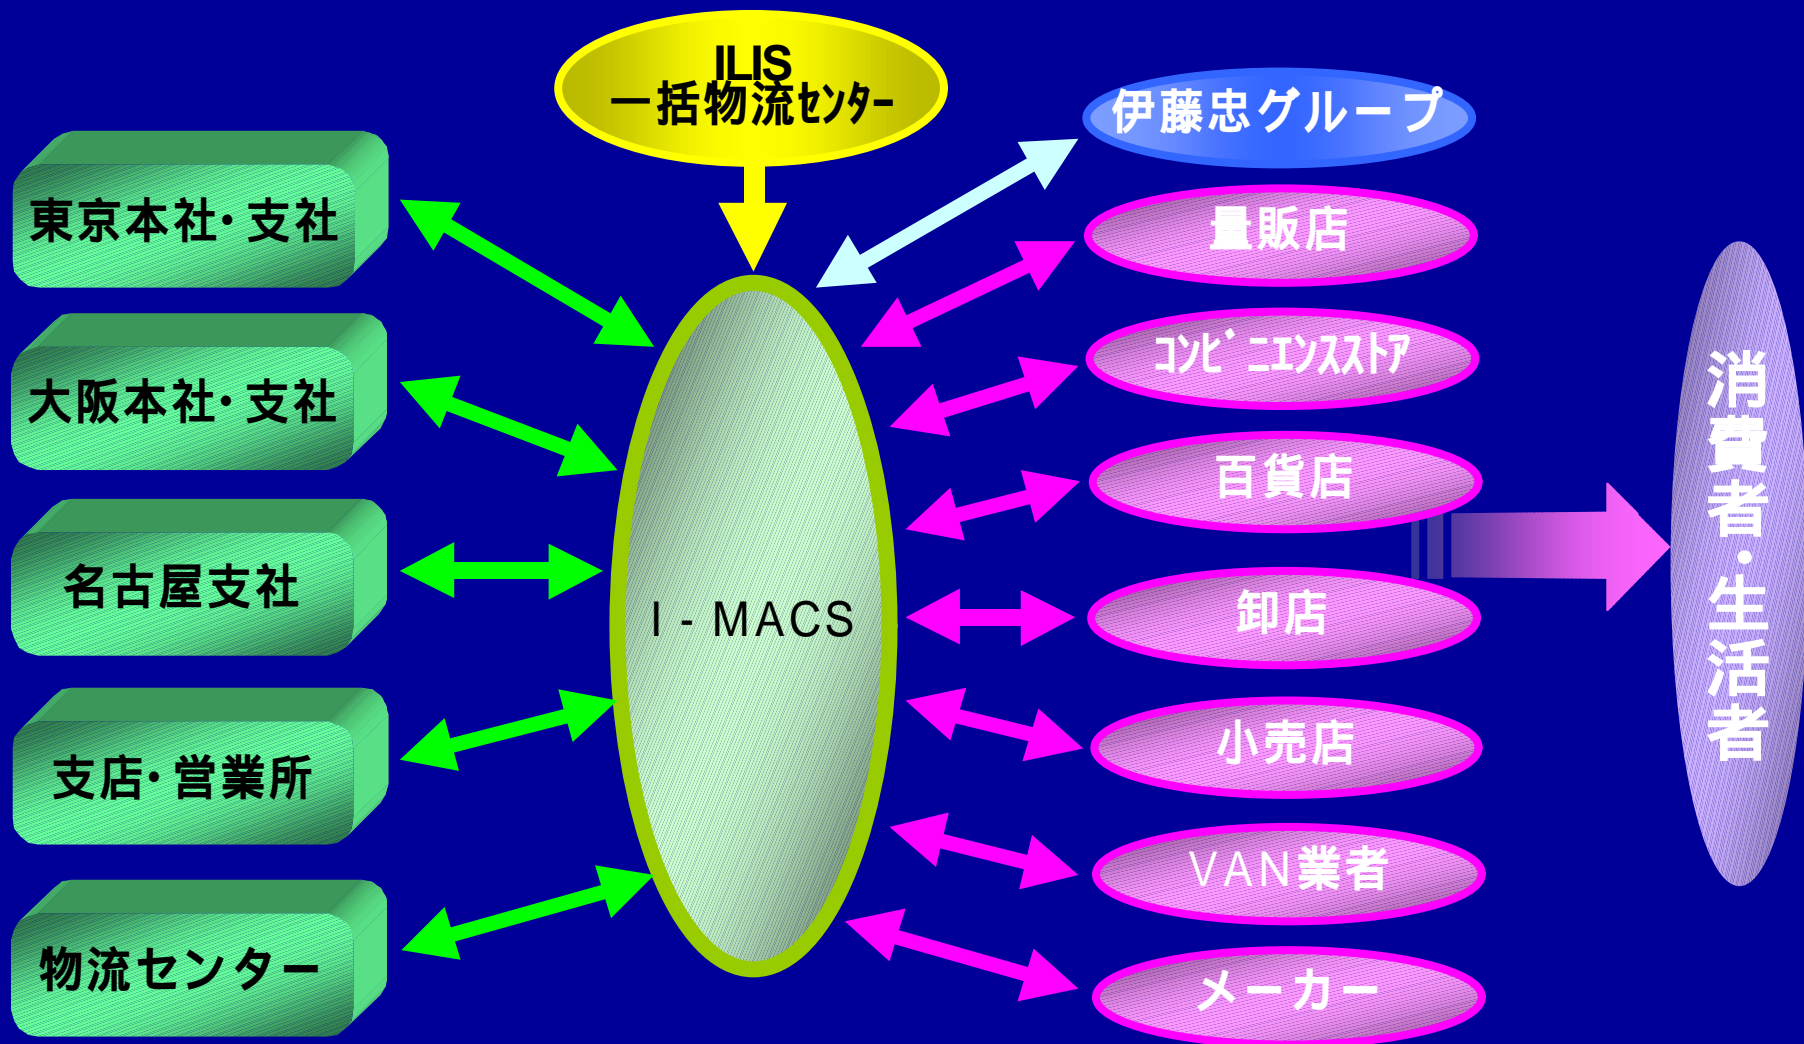 ILIS
一括物流ｾﾝﾀｰ
東京本社･支社
大阪本社･支社
名古屋支社
支店･営業所
物流センター
I - MACS
伊藤忠グループ
量販店
ｺﾝﾋﾞﾆｴﾝｽｽﾄｱ
百貨店
卸店
小売店
VAN業者
メーカー
消費者・生活者